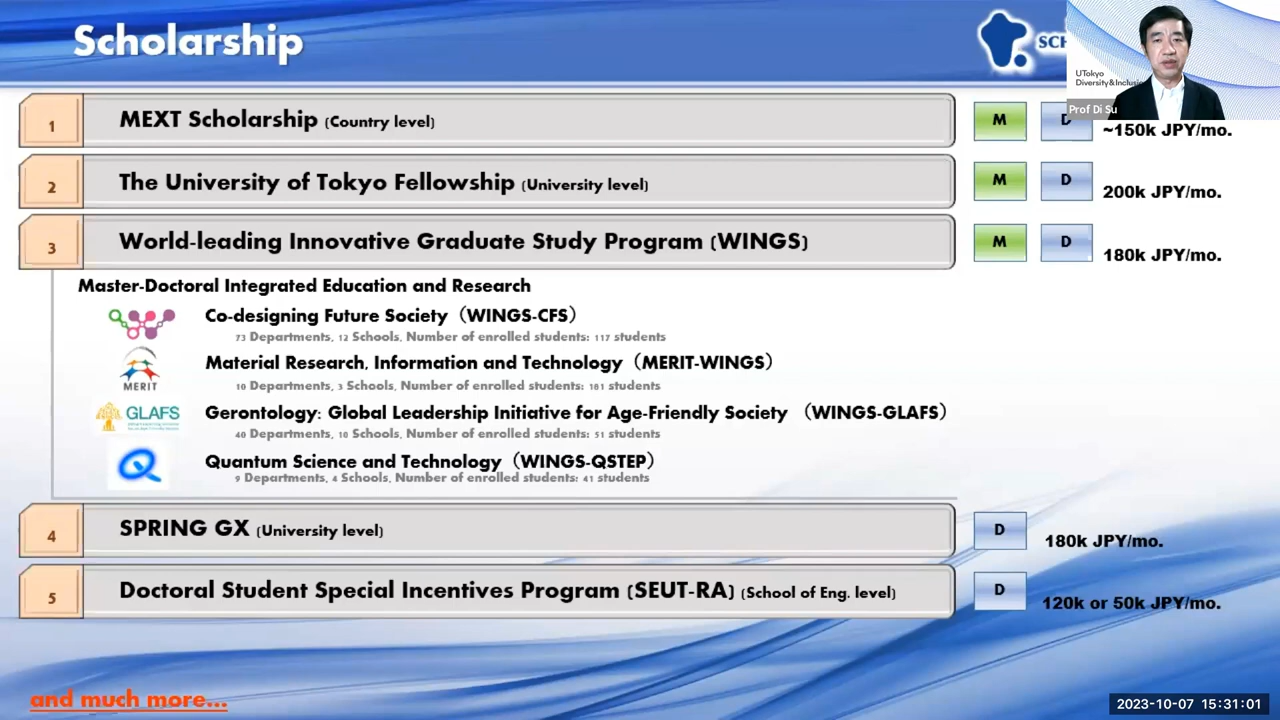 Scholarship
SCH
UTokyo
Diversity&Inclusi
Prof Di Su
1
MEXT Scholarship (Country level)
M
D
~150k JPY/mo.
2
The University of Tokyo Fellowship (University level)
M
D
200k JPY/mo.
3
World-leading Innovative Graduate Study Program (WINGS)
M
D
180k JPY/mo.
Master-Doctoral Integrated Education and Research
Co-designing Future Society（WINGS-CFS）
73 Departments, 12 Schools, Number of enrolled students: 117 students
MERIT
Material Research, Information and Technology（MERIT-WINGS）
10 Departments, 3 Schools, Number of enrolled students: 181 students
GLAFS
Gerontology: Global Leadership Initiative for Age-Friendly Society （WINGS-GLAFS）
40 Departments, 10 Schools, Number of enrolled students: 51 students
Quantum Science and Technology（WINGS-QSTEP）
9 Departments, 4 Schools, Number of enrolled students: 41 students
4
SPRING GX (University level)
D
180k JPY/mo.
5
Doctoral Student Special Incentives Program (SEUT-RA) (School of Eng. level)
D
120k or 50k JPY/mo.
and much more...
2023-10-07 15:31:01